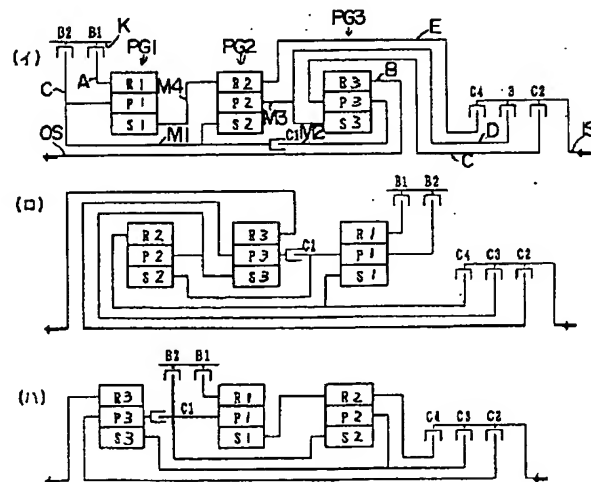 B2 B1 K PG1 PG2 PG3 E
(イ)
A R1 M4 R2 R3 B
C P1 P2 P3 C4 3 C2
S1 M3 S2 C1 M2 S3 D
OS M1 C IS
(ロ)
B1 B2
R2 R3 C1 R1
P2 P3 P1 C4 C3 C2
S2 S3 S1
(ハ)
B2 B1
R3 C1 R1 R2
P3 P1 P2 C4 C3 C2
S3 S1 S2